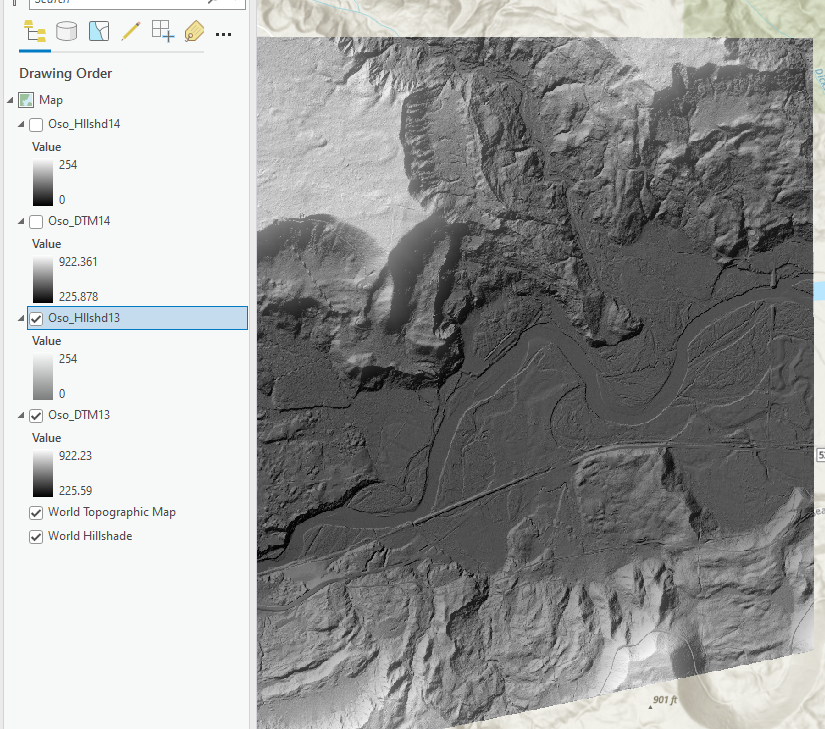 Search
Drawing Order
Map
Oso_Hllshd14
Value
254
0
Oso_DTM14
Value
922.361
225.878
Oso_Hllshd13
Value
254
0
Oso_DTM13
Value
922.23
225.59
World Topographic Map
World Hillshade
901 ft